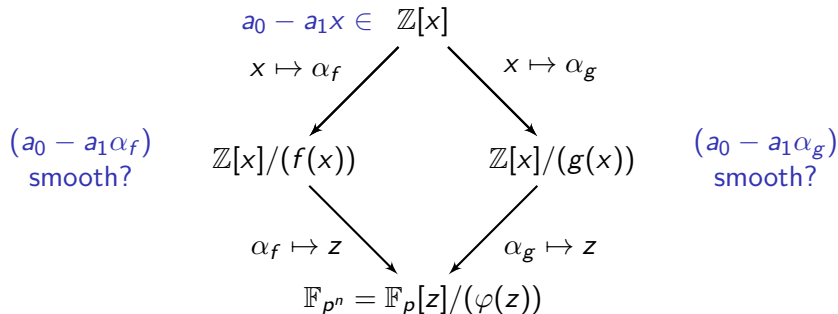 a₀ − a₁x ∈ ℤ[x]
x ↦ α_f x ↦ α_g
(a₀ − a₁α_f) ℤ[x]/(f(x)) ℤ[x]/(g(x)) (a₀ − a₁α_g)
smooth? smooth?
α_f ↦ z α_g ↦ z
𝔽_{pⁿ} = 𝔽_p[z]/(φ(z))